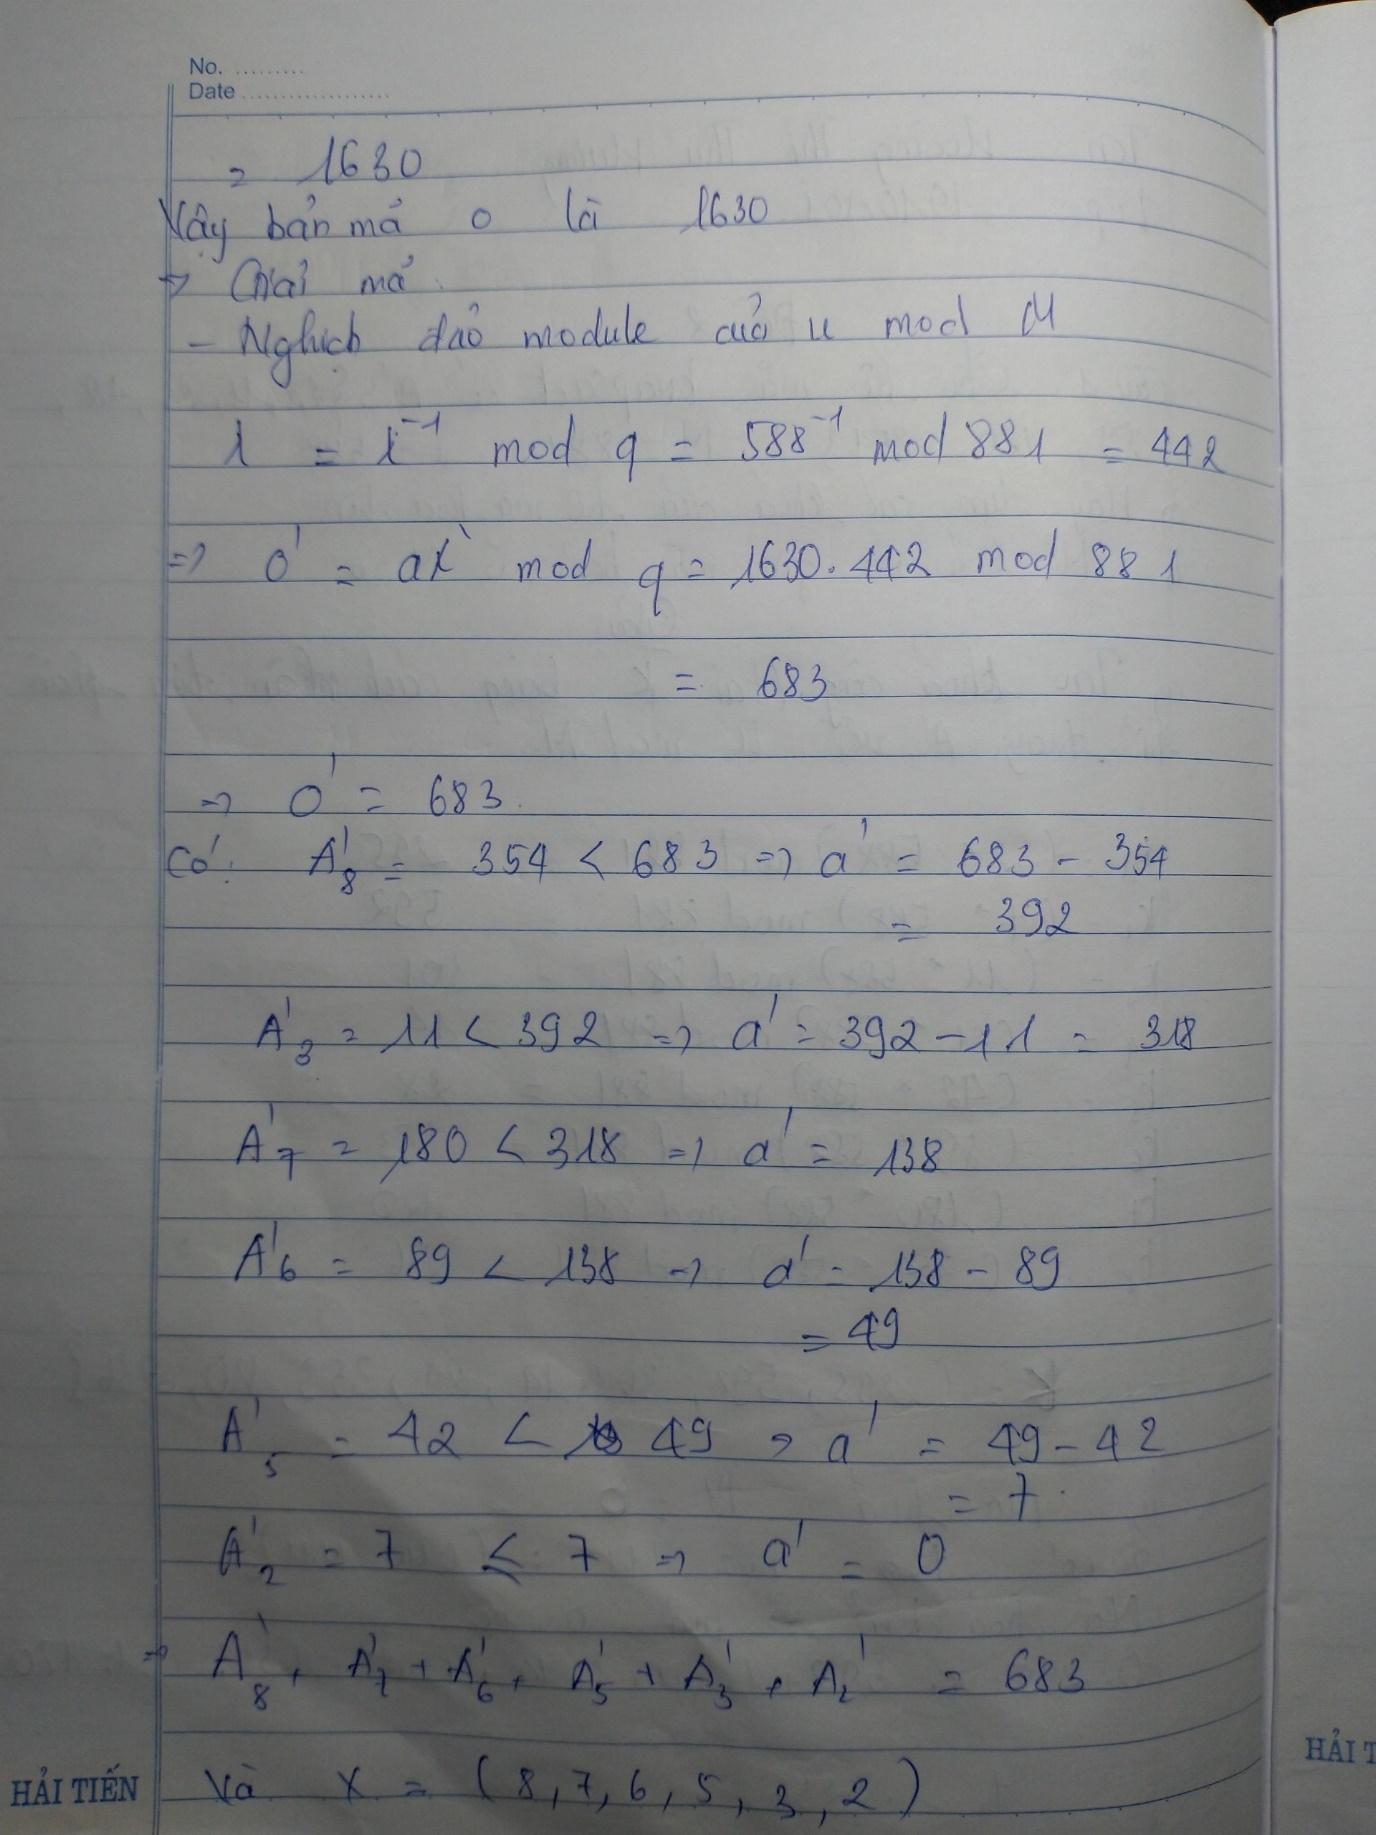 No. .........
Date ...................
= 1630
Vậy bản mã o là 1630
=> Giải mã.
- Nghịch đảo module của u mod M
= mod q = 588⁻¹ mod 881 = 442
=> o' = mod q = 1630.442 mod 881
= 683
=> O' = 683.
Có: A'₈ = 354 < 683 => a' = 683 - 354
= 392
A'₃ = 11 < 392 => a' = 392 - 11 = 318
A'₇ = 180 < 318 => a' = 138
A'₆ = 89 < 138 => a' = 138 - 89
= 49
A'₅ = 42 < 49 => a' = 49 - 42
= 7.
A'₂ = 7 ≤ 7 => a' = 0
=> A'₈ + A'₇ + A'₆ + A'₅ + A'₃ + A'₂ = 683
Và X = (8, 7, 6, 5, 3, 2)
HẢI TIẾN
HẢI T